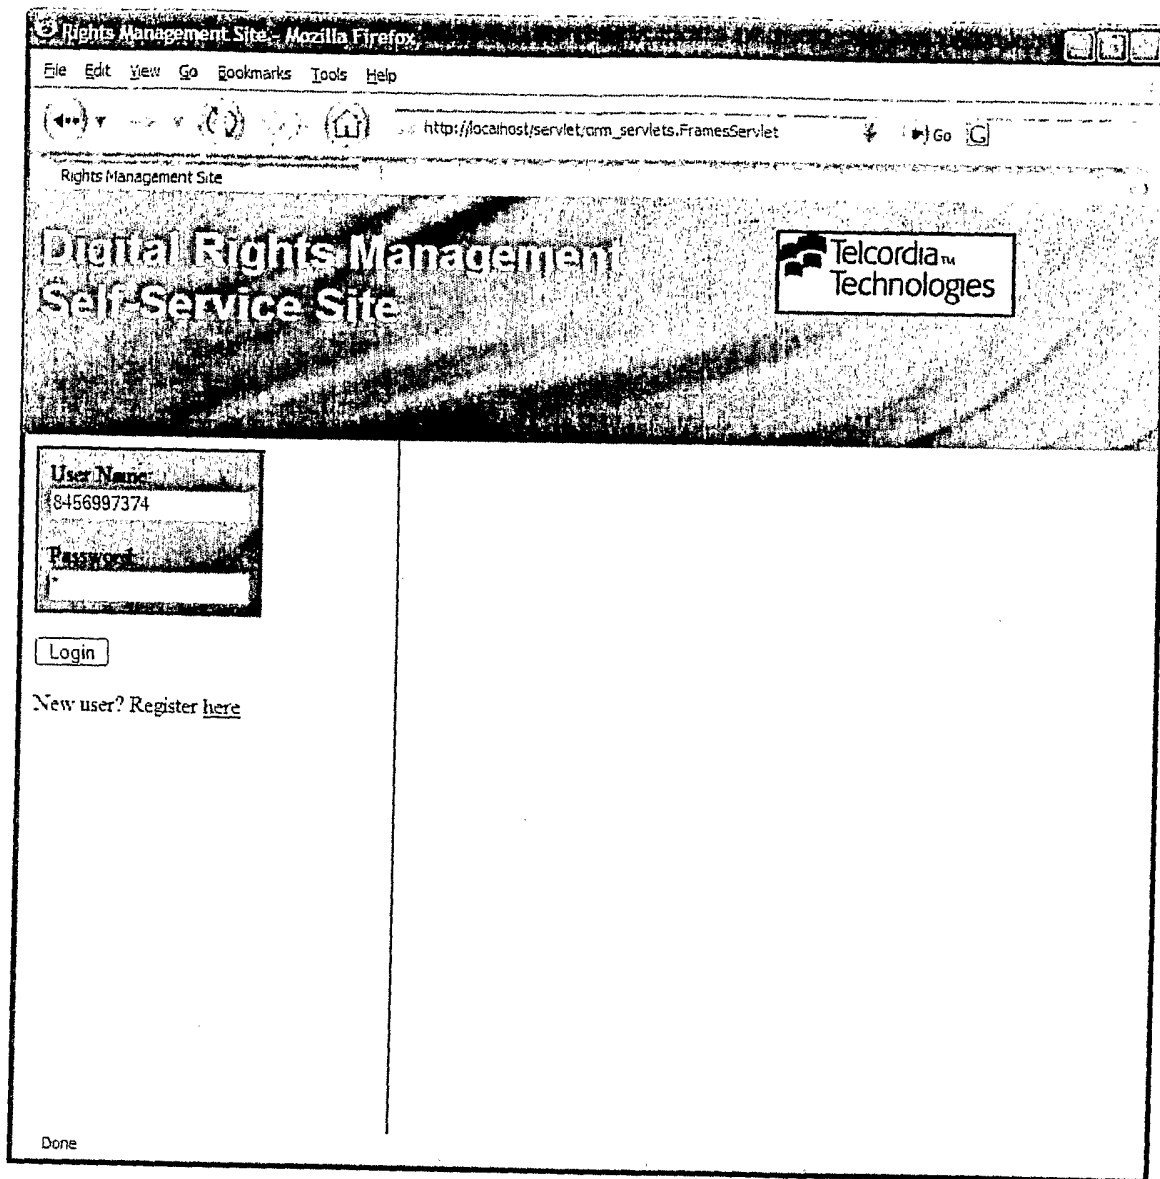 Rights Management Site - Mozilla Firefox
File Edit View Go Bookmarks Tools Help
http://localhost/servlet/drm_servlets.FramesServlet Go G
Rights Management Site
Digital Rights Management
Self-Service Site
Telcordia™
Technologies
User Name:
8456997374
Password:
*
Login
New user? Register here
Done